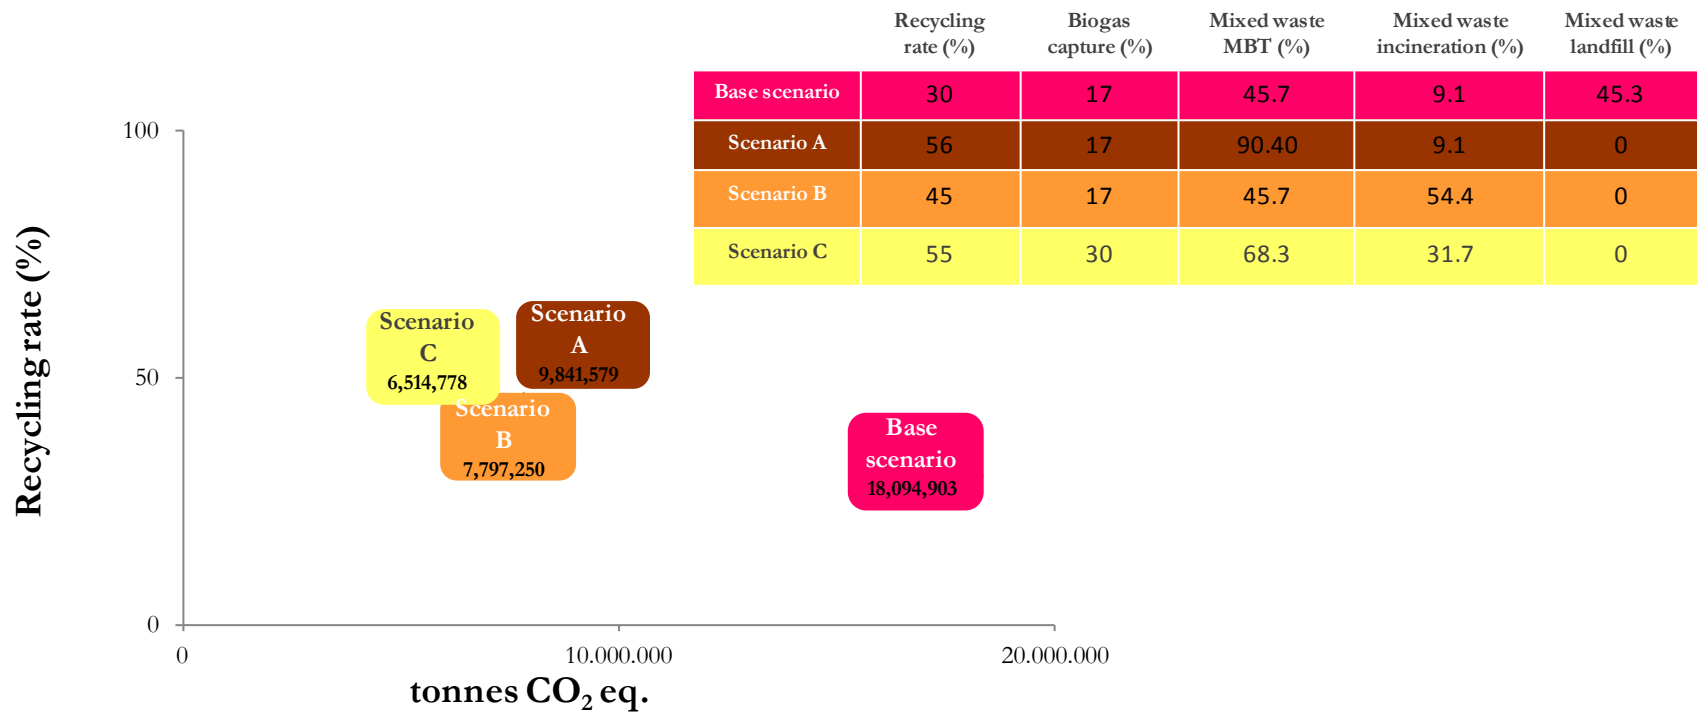 Recycling rate (%)
Biogas capture (%)
Mixed waste MBT (%)
Mixed waste incineration (%)
Mixed waste landfill (%)
Base scenario 30 17 45.7 9.1 45.3
Scenario A 56 17 90.40 9.1 0
Scenario B 45 17 45.7 54.4 0
Scenario C 55 30 68.3 31.7 0
Recycling rate (%)
100
50
0
Scenario
C
6,514,778
Scenario
A
9,841,579
Scenario
B
7,797,250
Base
scenario
18,094,903
0 10.000.000 20.000.000
tonnes CO₂ eq.